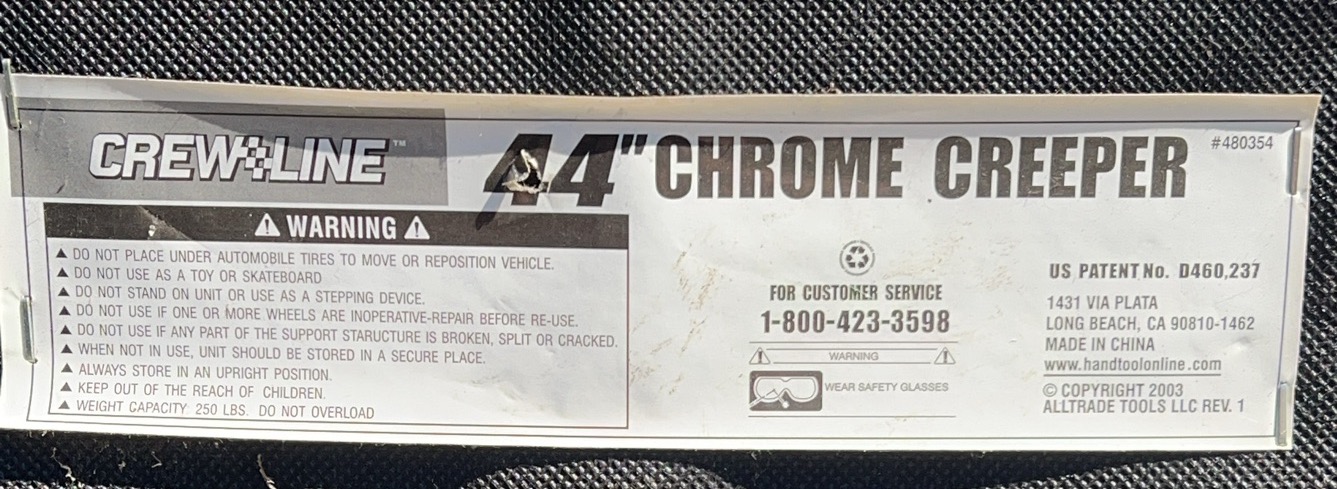 CREW LINE™
44" CHROME CREEPER
#480354
⚠ WARNING ⚠
▲ DO NOT PLACE UNDER AUTOMOBILE TIRES TO MOVE OR REPOSITION VEHICLE.
▲ DO NOT USE AS A TOY OR SKATEBOARD
▲ DO NOT STAND ON UNIT OR USE AS A STEPPING DEVICE.
▲ DO NOT USE IF ONE OR MORE WHEELS ARE INOPERATIVE-REPAIR BEFORE RE-USE.
▲ DO NOT USE IF ANY PART OF THE SUPPORT STARUCTURE IS BROKEN, SPLIT OR CRACKED.
▲ WHEN NOT IN USE, UNIT SHOULD BE STORED IN A SECURE PLACE.
▲ ALWAYS STORE IN AN UPRIGHT POSITION.
▲ KEEP OUT OF THE REACH OF CHILDREN.
▲ WEIGHT CAPACITY 250 LBS. DO NOT OVERLOAD
FOR CUSTOMER SERVICE
1-800-423-3598
⚠ WARNING ⚠
WEAR SAFETY GLASSES
US PATENT No. D460,237
1431 VIA PLATA
LONG BEACH, CA 90810-1462
MADE IN CHINA
www.handtoolonline.com
© COPYRIGHT 2003
ALLTRADE TOOLS LLC REV. 1